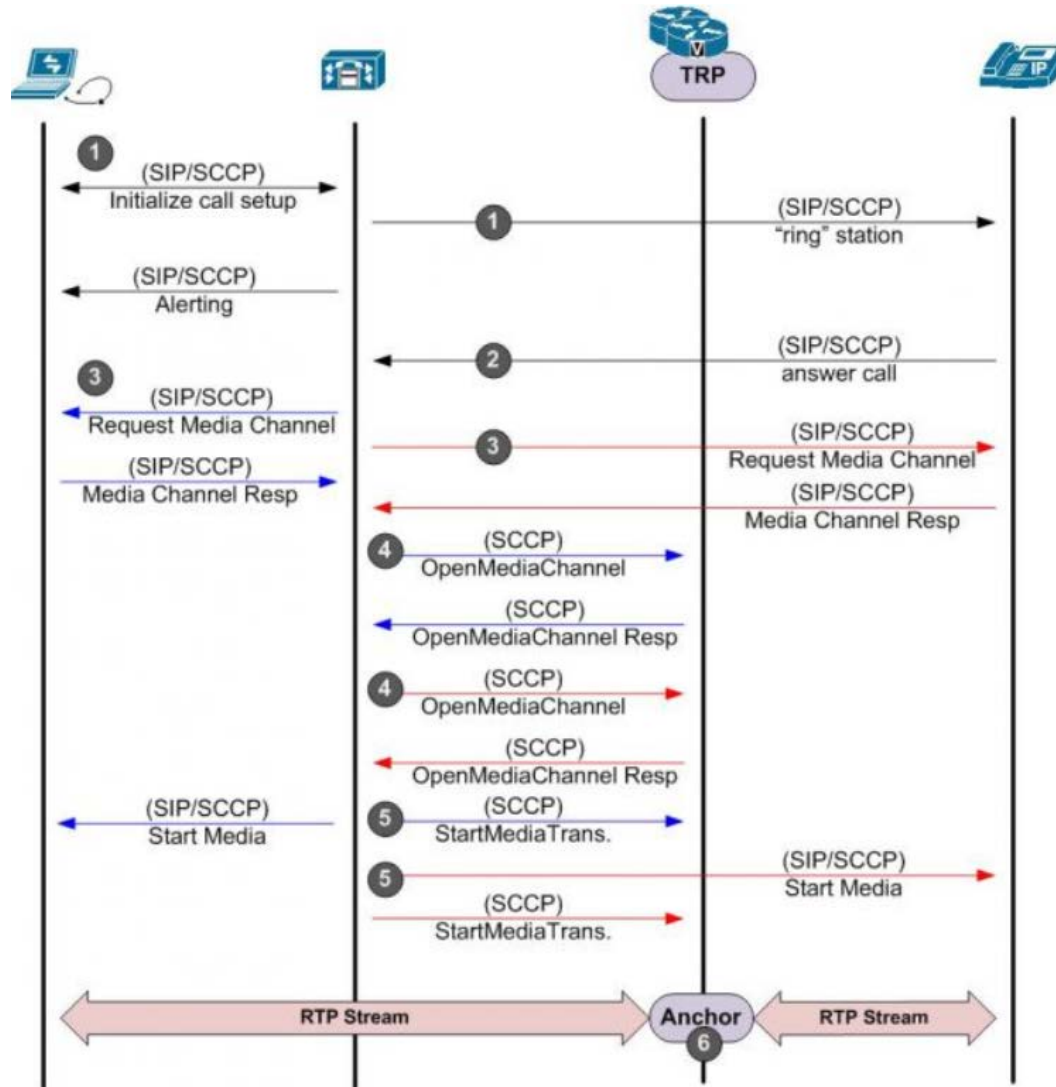 IP
V
TRP
1
(SIP/SCCP)
Initialize call setup
1
(SIP/SCCP)
“ring” station
(SIP/SCCP)
Alerting
2
(SIP/SCCP)
answer call
3
(SIP/SCCP)
Request Media Channel
3
(SIP/SCCP)
Request Media Channel
(SIP/SCCP)
Media Channel Resp
(SIP/SCCP)
Media Channel Resp
4
(SCCP)
OpenMediaChannel
(SCCP)
OpenMediaChannel Resp
4
(SCCP)
OpenMediaChannel
(SCCP)
OpenMediaChannel Resp
(SIP/SCCP)
Start Media
5
(SCCP)
StartMediaTrans.
5
(SIP/SCCP)
Start Media
(SCCP)
StartMediaTrans.
RTP Stream
Anchor
6
RTP Stream